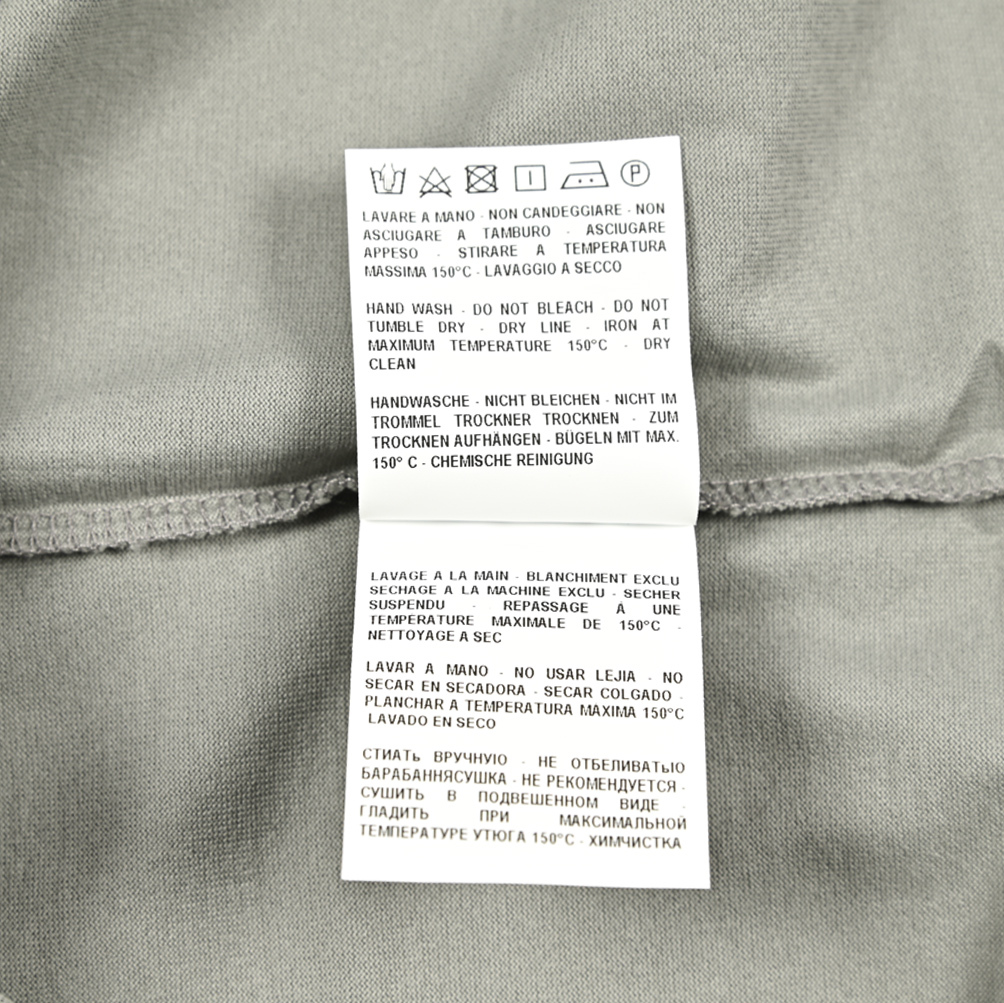 LAVARE A MANO - NON CANDEGGIARE - NON
ASCIUGARE A TAMBURO - ASCIUGARE
APPESO - STIRARE A TEMPERATURA
MASSIMA 150°C - LAVAGGIO A SECCO
HAND WASH - DO NOT BLEACH - DO NOT
TUMBLE DRY - DRY LINE - IRON AT
MAXIMUM TEMPERATURE 150°C - DRY
CLEAN
HANDWASCHE - NICHT BLEICHEN - NICHT IM
TROMMEL TROCKNER TROCKNEN - ZUM
TROCKNEN AUFHÄNGEN - BÜGELN MIT MAX.
150° C - CHEMISCHE REINIGUNG
LAVAGE A LA MAIN - BLANCHIMENT EXCLU
SECHAGE A LA MACHINE EXCLU - SECHER
SUSPENDU - REPASSAGE À UNE
TEMPERATURE MAXIMALE DE 150°C -
NETTOYAGE A SEC
LAVAR A MANO - NO USAR LEJIA - NO
SECAR EN SECADORA - SECAR COLGADO -
PLANCHAR A TEMPERATURA MAXIMA 150°C
LAVADO EN SECO
СТИАТЬ ВРУЧНУЮ - НЕ ОТБЕЛИВАТЬЮ
БАРАБАННЯСУШКА - НЕ РЕКОМЕНДУЕТСЯ -
СУШИТЬ В ПОДВЕШЕННОМ ВИДЕ -
ГЛАДИТЬ ПРИ МАКСИМАЛЬНОЙ
ТЕМПЕРАТУРЕ УТЮГА 150°C - ХИМЧИСТКА